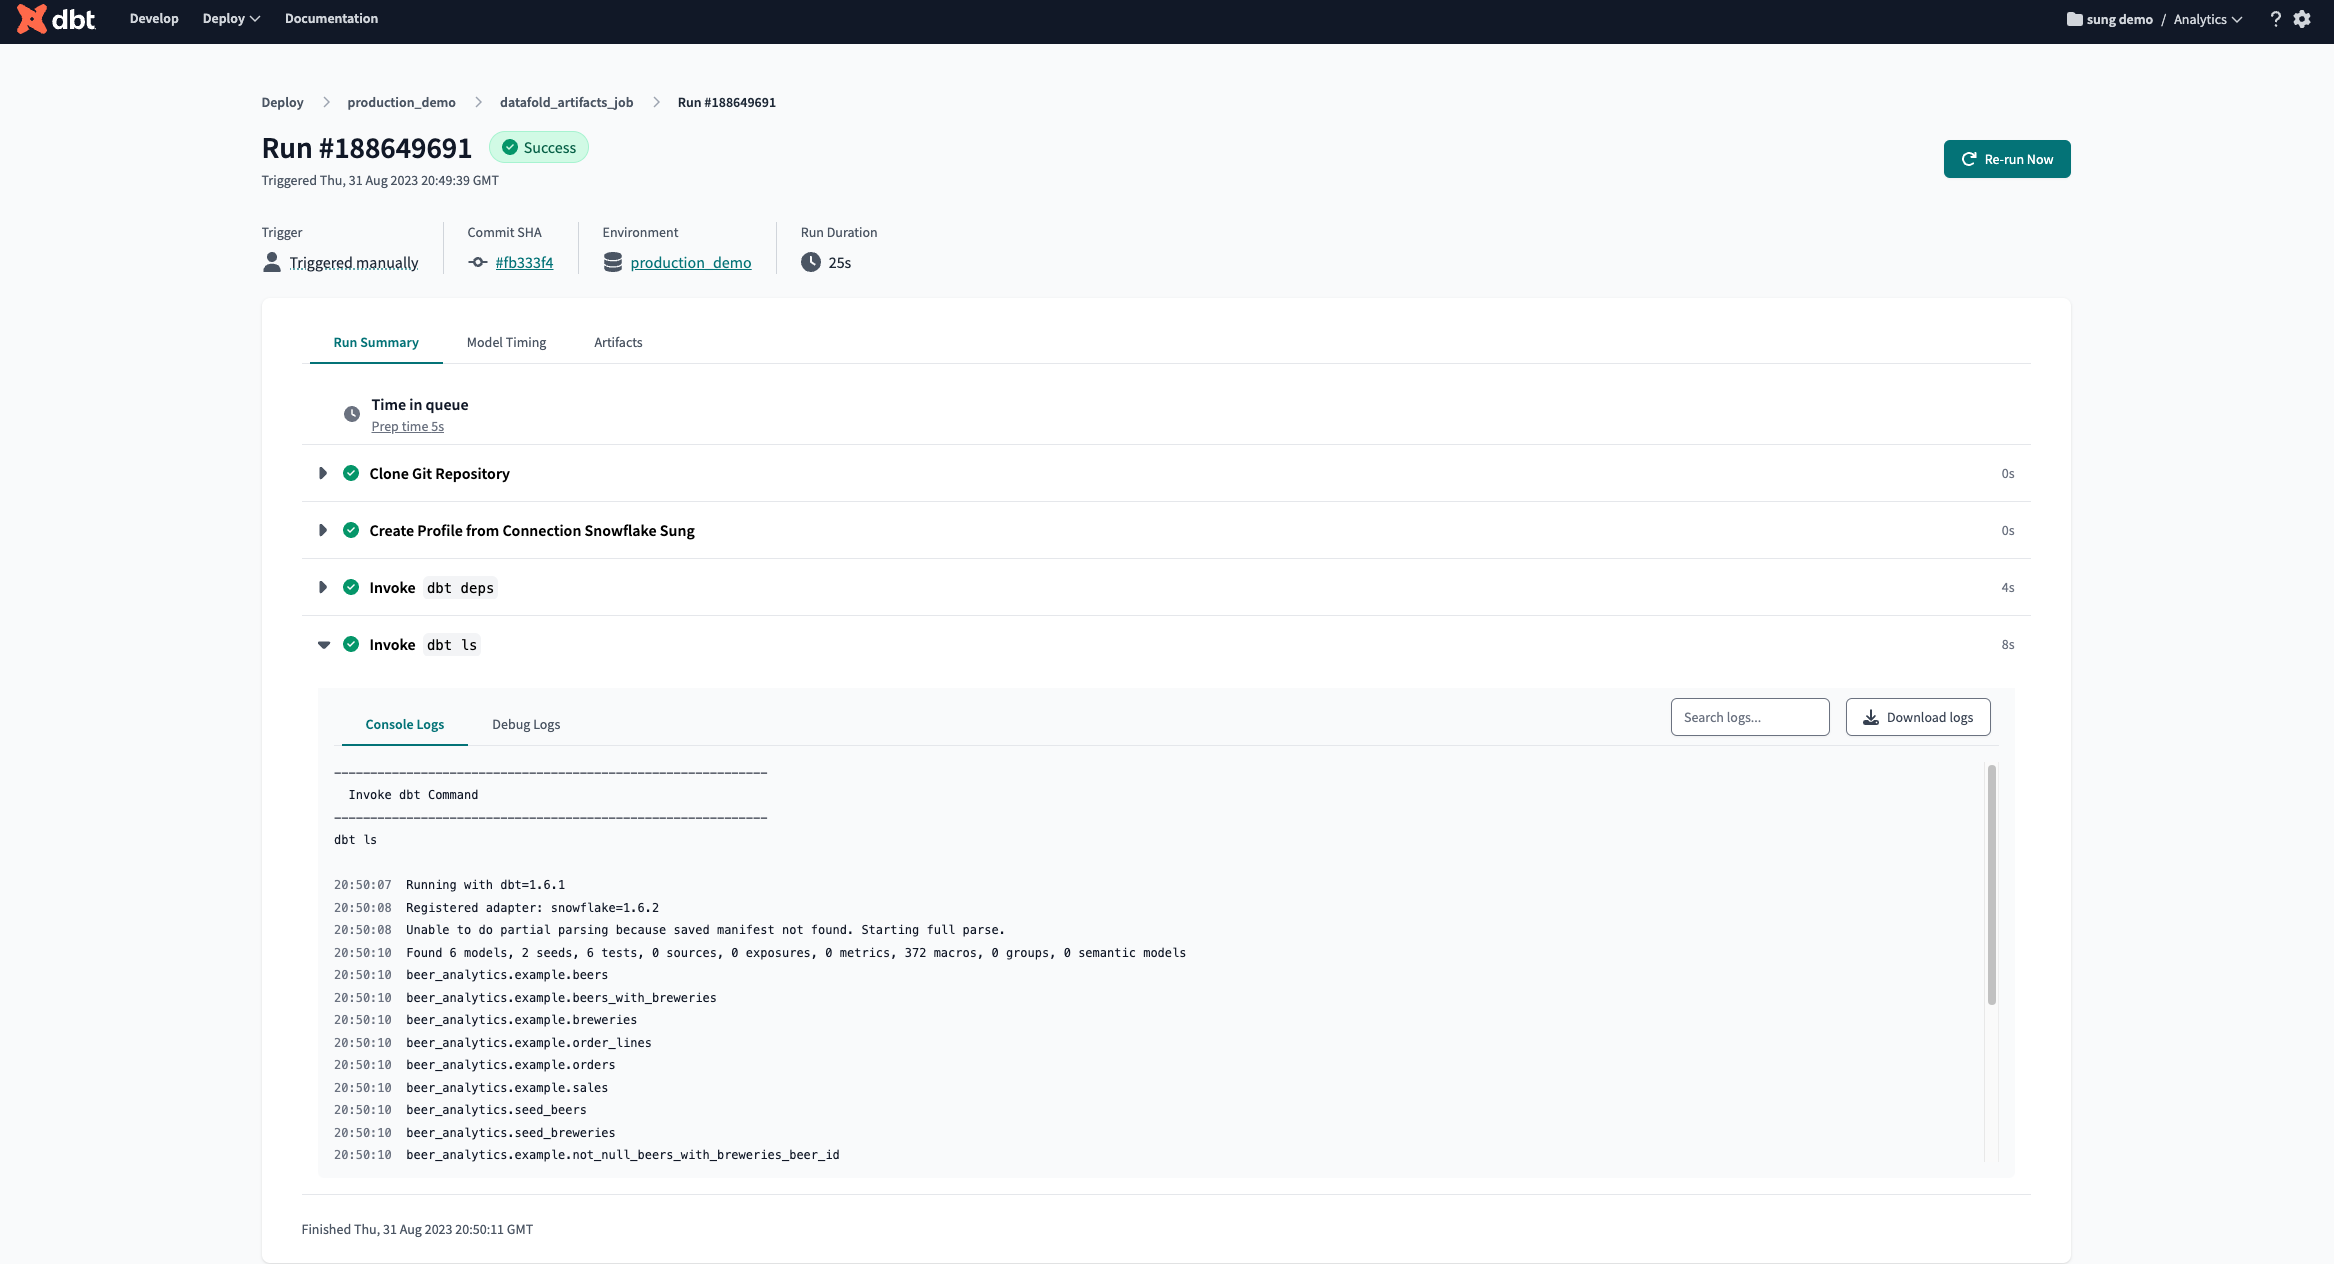 dbt Develop Deploy Documentation sung demo / Analytics ?
Deploy production_demo datafold_artifacts_job Run #188649691
Run #188649691 Success
Re-run Now
Triggered Thu, 31 Aug 2023 20:49:39 GMT
Trigger Commit SHA Environment Run Duration
Triggered manually #fb333f4 production_demo 25s
Run Summary Model Timing Artifacts
Time in queue
Prep time 5s
Clone Git Repository 0s
Create Profile from Connection Snowflake Sung 0s
Invoke dbt deps 4s
Invoke dbt ls 8s
Console Logs Debug Logs Search logs... Download logs
------------------------------------------------------------
Invoke dbt Command
------------------------------------------------------------
dbt ls
20:50:07 Running with dbt=1.6.1
20:50:08 Registered adapter: snowflake=1.6.2
20:50:08 Unable to do partial parsing because saved manifest not found. Starting full parse.
20:50:10 Found 6 models, 2 seeds, 6 tests, 0 sources, 0 exposures, 0 metrics, 372 macros, 0 groups, 0 semantic models
20:50:10 beer_analytics.example.beers
20:50:10 beer_analytics.example.beers_with_breweries
20:50:10 beer_analytics.example.breweries
20:50:10 beer_analytics.example.order_lines
20:50:10 beer_analytics.example.orders
20:50:10 beer_analytics.example.sales
20:50:10 beer_analytics.seed_beers
20:50:10 beer_analytics.seed_breweries
20:50:10 beer_analytics.example.not_null_beers_with_breweries_beer_id
Finished Thu, 31 Aug 2023 20:50:11 GMT